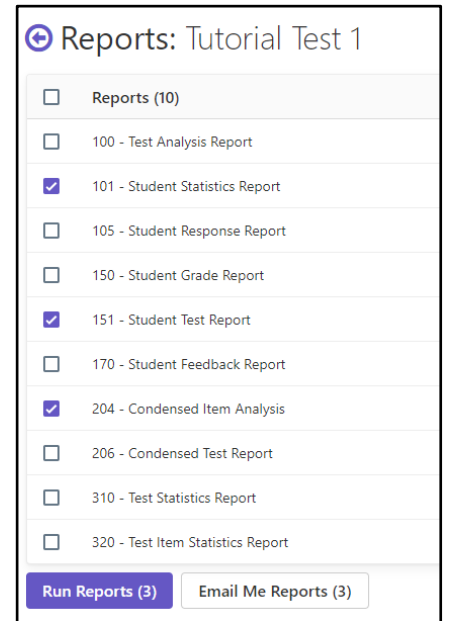 Reports: Tutorial Test 1
Reports (10)
100 - Test Analysis Report
101 - Student Statistics Report
105 - Student Response Report
150 - Student Grade Report
151 - Student Test Report
170 - Student Feedback Report
204 - Condensed Item Analysis
206 - Condensed Test Report
310 - Test Statistics Report
320 - Test Item Statistics Report
Run Reports (3) Email Me Reports (3)